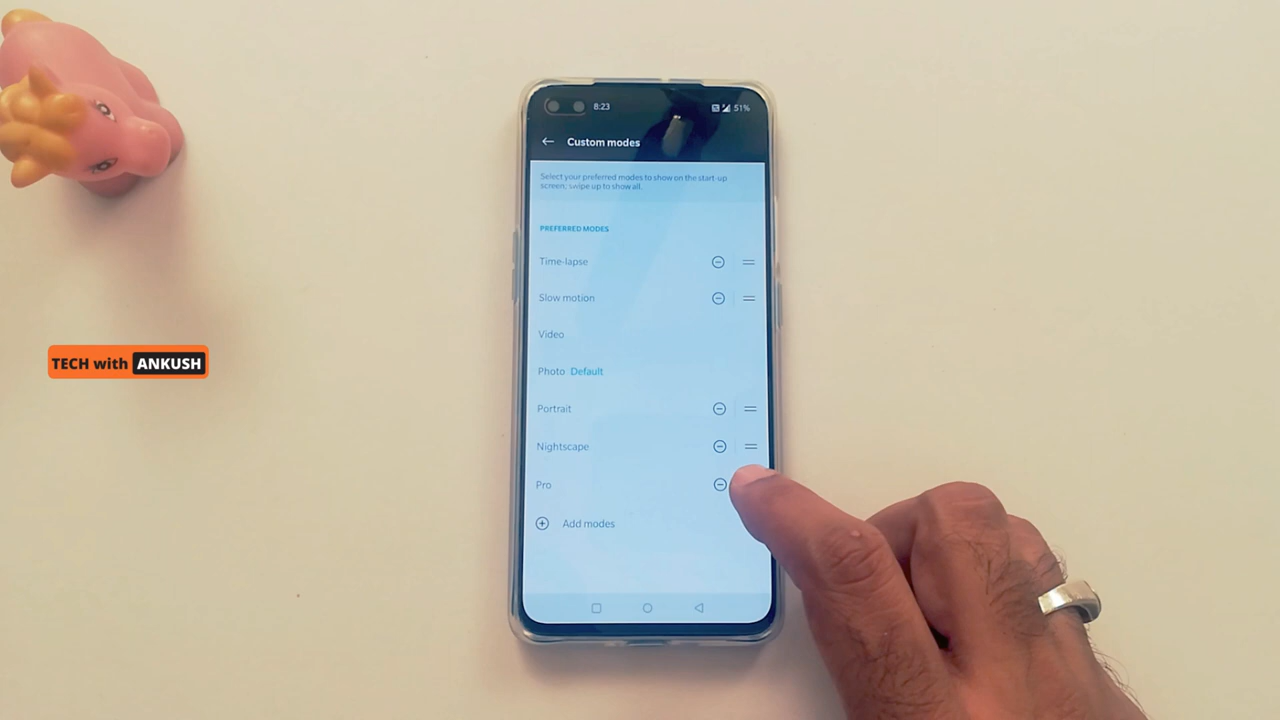 8:23
51%
Custom modes
Select your preferred modes to show on the start-up
screen; swipe up to show all.
PREFERRED MODES
Time-lapse
Slow motion
Video
Photo Default
Portrait
Nightscape
Pro
Add modes
TECH with ANKUSH